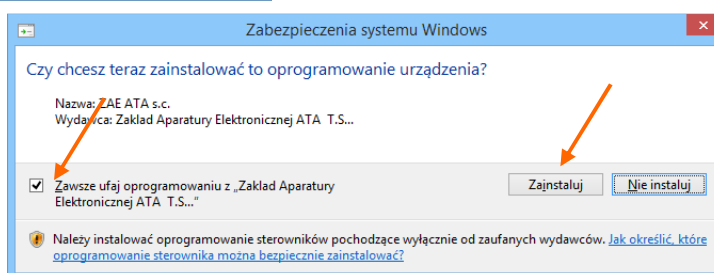 Zabezpieczenia systemu Windows
Czy chcesz teraz zainstalować to oprogramowanie urządzenia?
Nazwa: ZAE ATA s.c.
Wydawca: Zaklad Aparatury Elektronicznej ATA T.S...
Zawsze ufaj oprogramowaniu z „Zaklad Aparatury
Elektronicznej ATA T.S...”
Zainstaluj
Nie instaluj
Należy instalować oprogramowanie sterowników pochodzące wyłącznie od zaufanych wydawców. Jak określić, które
oprogramowanie sterownika można bezpiecznie zainstalować?